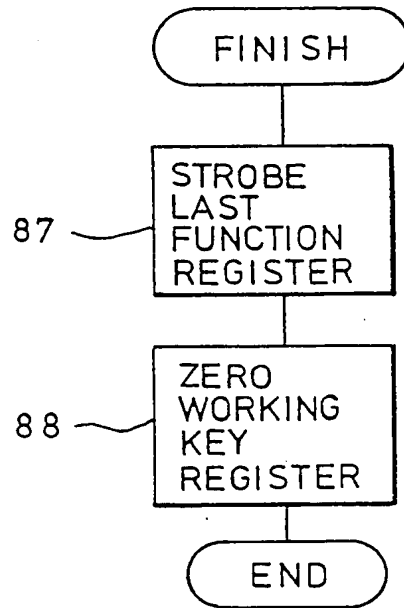 FINISH
87
STROBE
LAST
FUNCTION
REGISTER
88
ZERO
WORKING
KEY
REGISTER
END